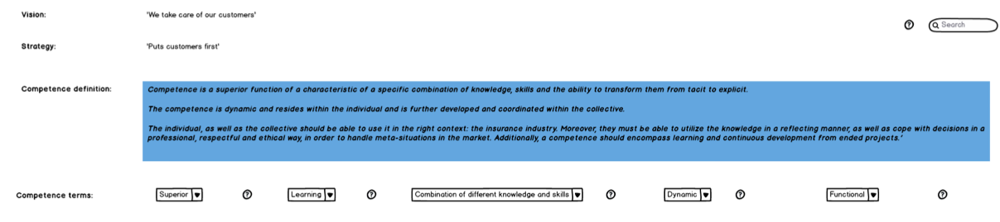 Vision: 'We take care of our customers'
? Search
Strategy: 'Puts customers first'
Competence definition: Competence is a superior function of a characteristic of a specific combination of knowledge, skills and the ability to transform them from tacit to explicit.
The competence is dynamic and resides within the individual and is further developed and coordinated within the collective.
The individual, as well as the collective should be able to use it in the right context: the insurance industry. Moreover, they must be able to utilize the knowledge in a reflecting manner, as well as cope with decisions in a
professional, respectful and ethical way, in order to handle meta-situations in the market. Additionally, a competence should encompass learning and continuous development from ended projects.'
Competence terms: Superior ? Learning ? Combination of different knowledge and skills ? Dynamic ? Functional ?